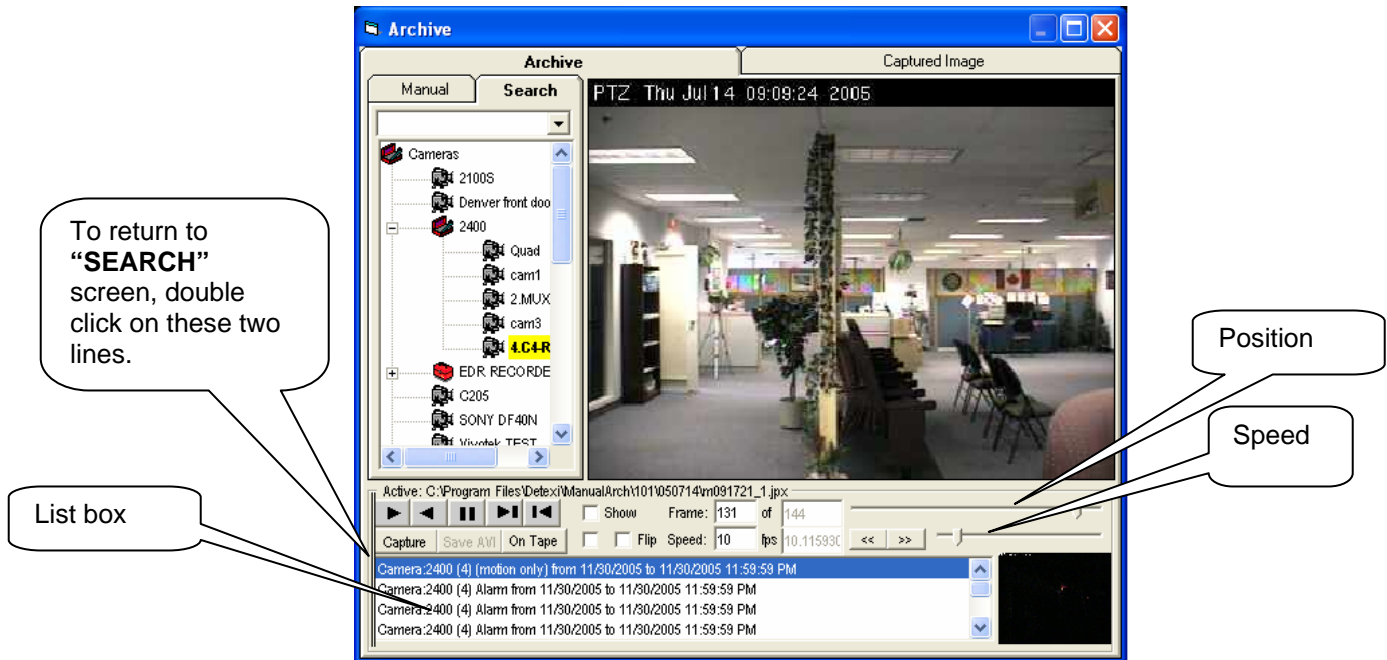 Archive
Archive
Captured Image
Manual
Search
PTZ Thu Jul 14 09:09:24 2005
Cameras
2100S
Denver front doo
2400
Quad
cam1
2.MUX
cam3
4.C4-R
EDR RECORDE
C205
SONY DF40N
Vivotek TEST
To return to
“SEARCH”
screen, double
click on these two
lines.
Position
Speed
List box
Active: C:\Program Files\Detexi\ManualArch\101\050714\m091721_1.jpx
Show Frame: 131 of 144
Capture Save AVI On Tape Flip Speed: 10 fps 10.115930 << >>
Camera:2400 (4) (motion only) from 11/30/2005 to 11/30/2005 11:59:59 PM
Camera:2400 (4) Alarm from 11/30/2005 to 11/30/2005 11:59:59 PM
Camera:2400 (4) Alarm from 11/30/2005 to 11/30/2005 11:59:59 PM
Camera:2400 (4) Alarm from 11/30/2005 to 11/30/2005 11:59:59 PM